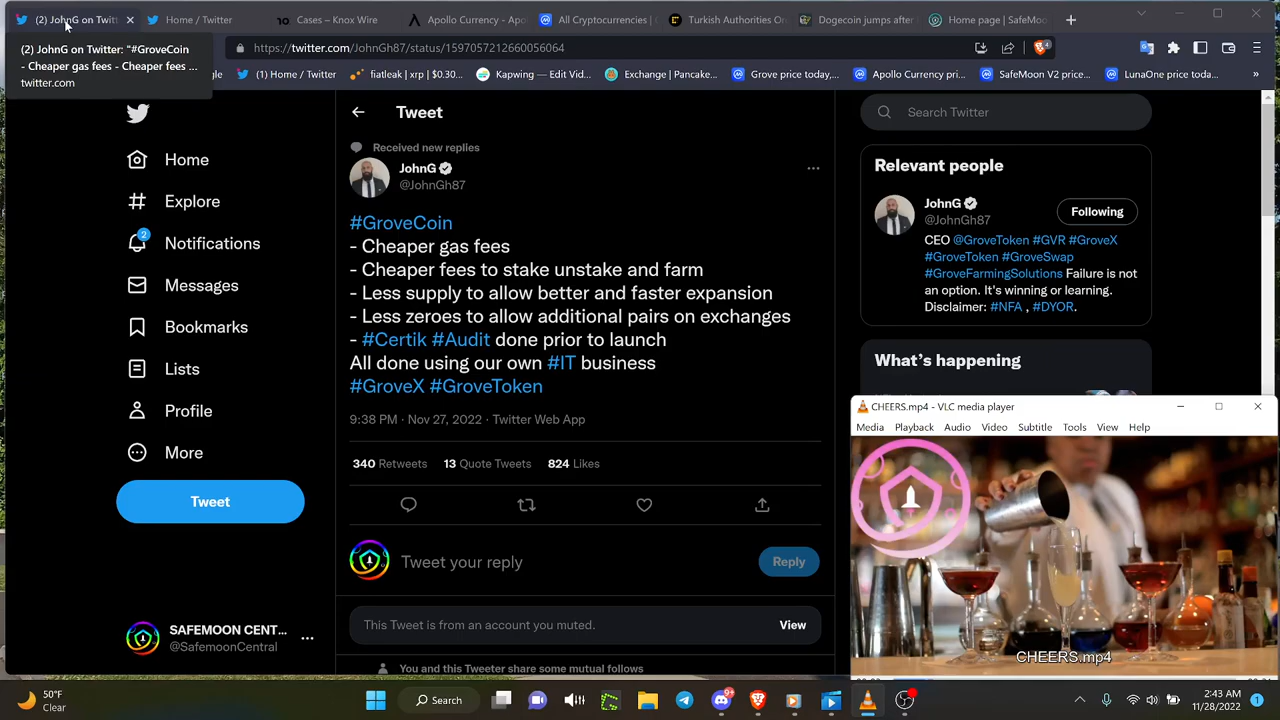 (2) JohnG on Twitt
Home / Twitter
Cases – Knox Wire
Apollo Currency - Apo
All Cryptocurrencies
Turkish Authorities Or
Dogecoin jumps after
Home page | SafeMoo
(2) JohnG on Twitter: "#GroveCoin
- Cheaper gas fees - Cheaper fees ...
twitter.com
https://twitter.com/JohnGh87/status/1597057212660056064
gle
(1) Home / Twitter
fiatleak | xrp | $0.30...
Kapwing - Edit Vid...
Exchange | Pancake...
Grove price today,...
Apollo Currency pri...
SafeMoon V2 price...
LunaOne price toda...
»
Home
Explore
2
Notifications
Messages
Bookmarks
Lists
Profile
More
Tweet
SAFEMOON CENT...
@SafemoonCentral
Tweet
Received new replies
JohnG
@JohnGh87
#GroveCoin
- Cheaper gas fees
- Cheaper fees to stake unstake and farm
- Less supply to allow better and faster expansion
- Less zeroes to allow additional pairs on exchanges
- #Certik #Audit done prior to launch
All done using our own #IT business
#GroveX #GroveToken
9:38 PM · Nov 27, 2022 · Twitter Web App
340 Retweets 13 Quote Tweets 824 Likes
Tweet your reply
Reply
This Tweet is from an account you muted.
View
You and this Tweeter share some mutual follows
Search Twitter
Relevant people
JohnG
@JohnGh87
Following
CEO @GroveToken #GVR #GroveX
#GroveToken #GroveSwap
#GroveFarmingSolutions Failure is not
an option. It's winning or learning.
Disclaimer: #NFA , #DYOR.
What's happening
CHEERS.mp4 - VLC media player
Media Playback Audio Video Subtitle Tools View Help
CHEERS.mp4
50°F
Clear
Search
9+
2:43 AM
11/28/2022
1